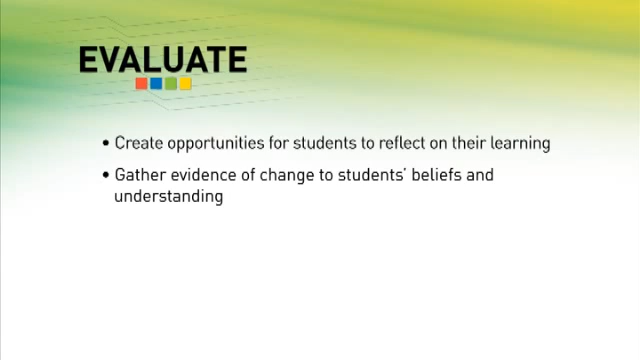 EVALUATE
• Create opportunities for students to reflect on their learning
• Gather evidence of change to students’ beliefs and
understanding